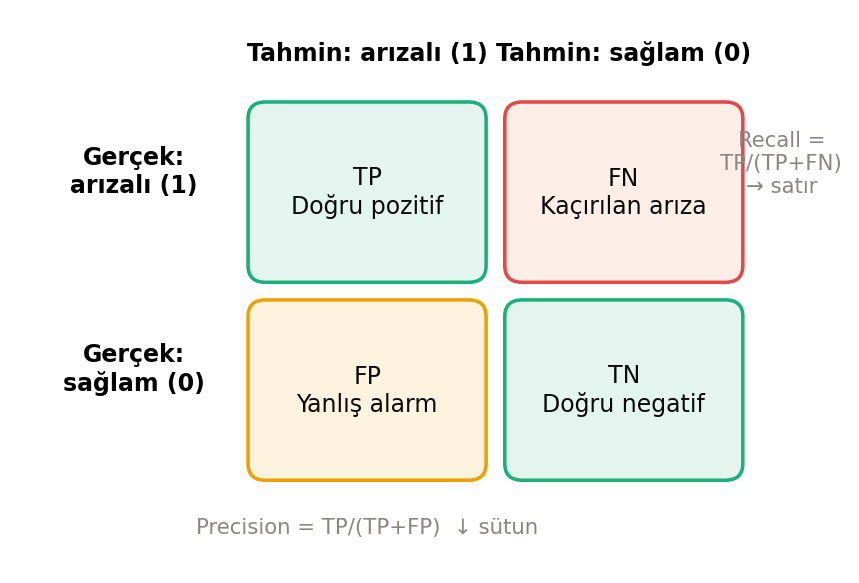 Tahmin: arızalı (1) Tahmin: sağlam (0)
Gerçek:
arızalı (1)
TP
Doğru pozitif
FN
Kaçırılan arıza
Recall =
TP/(TP+FN)
→ satır
Gerçek:
sağlam (0)
FP
Yanlış alarm
TN
Doğru negatif
Precision = TP/(TP+FP) ↓ sütun